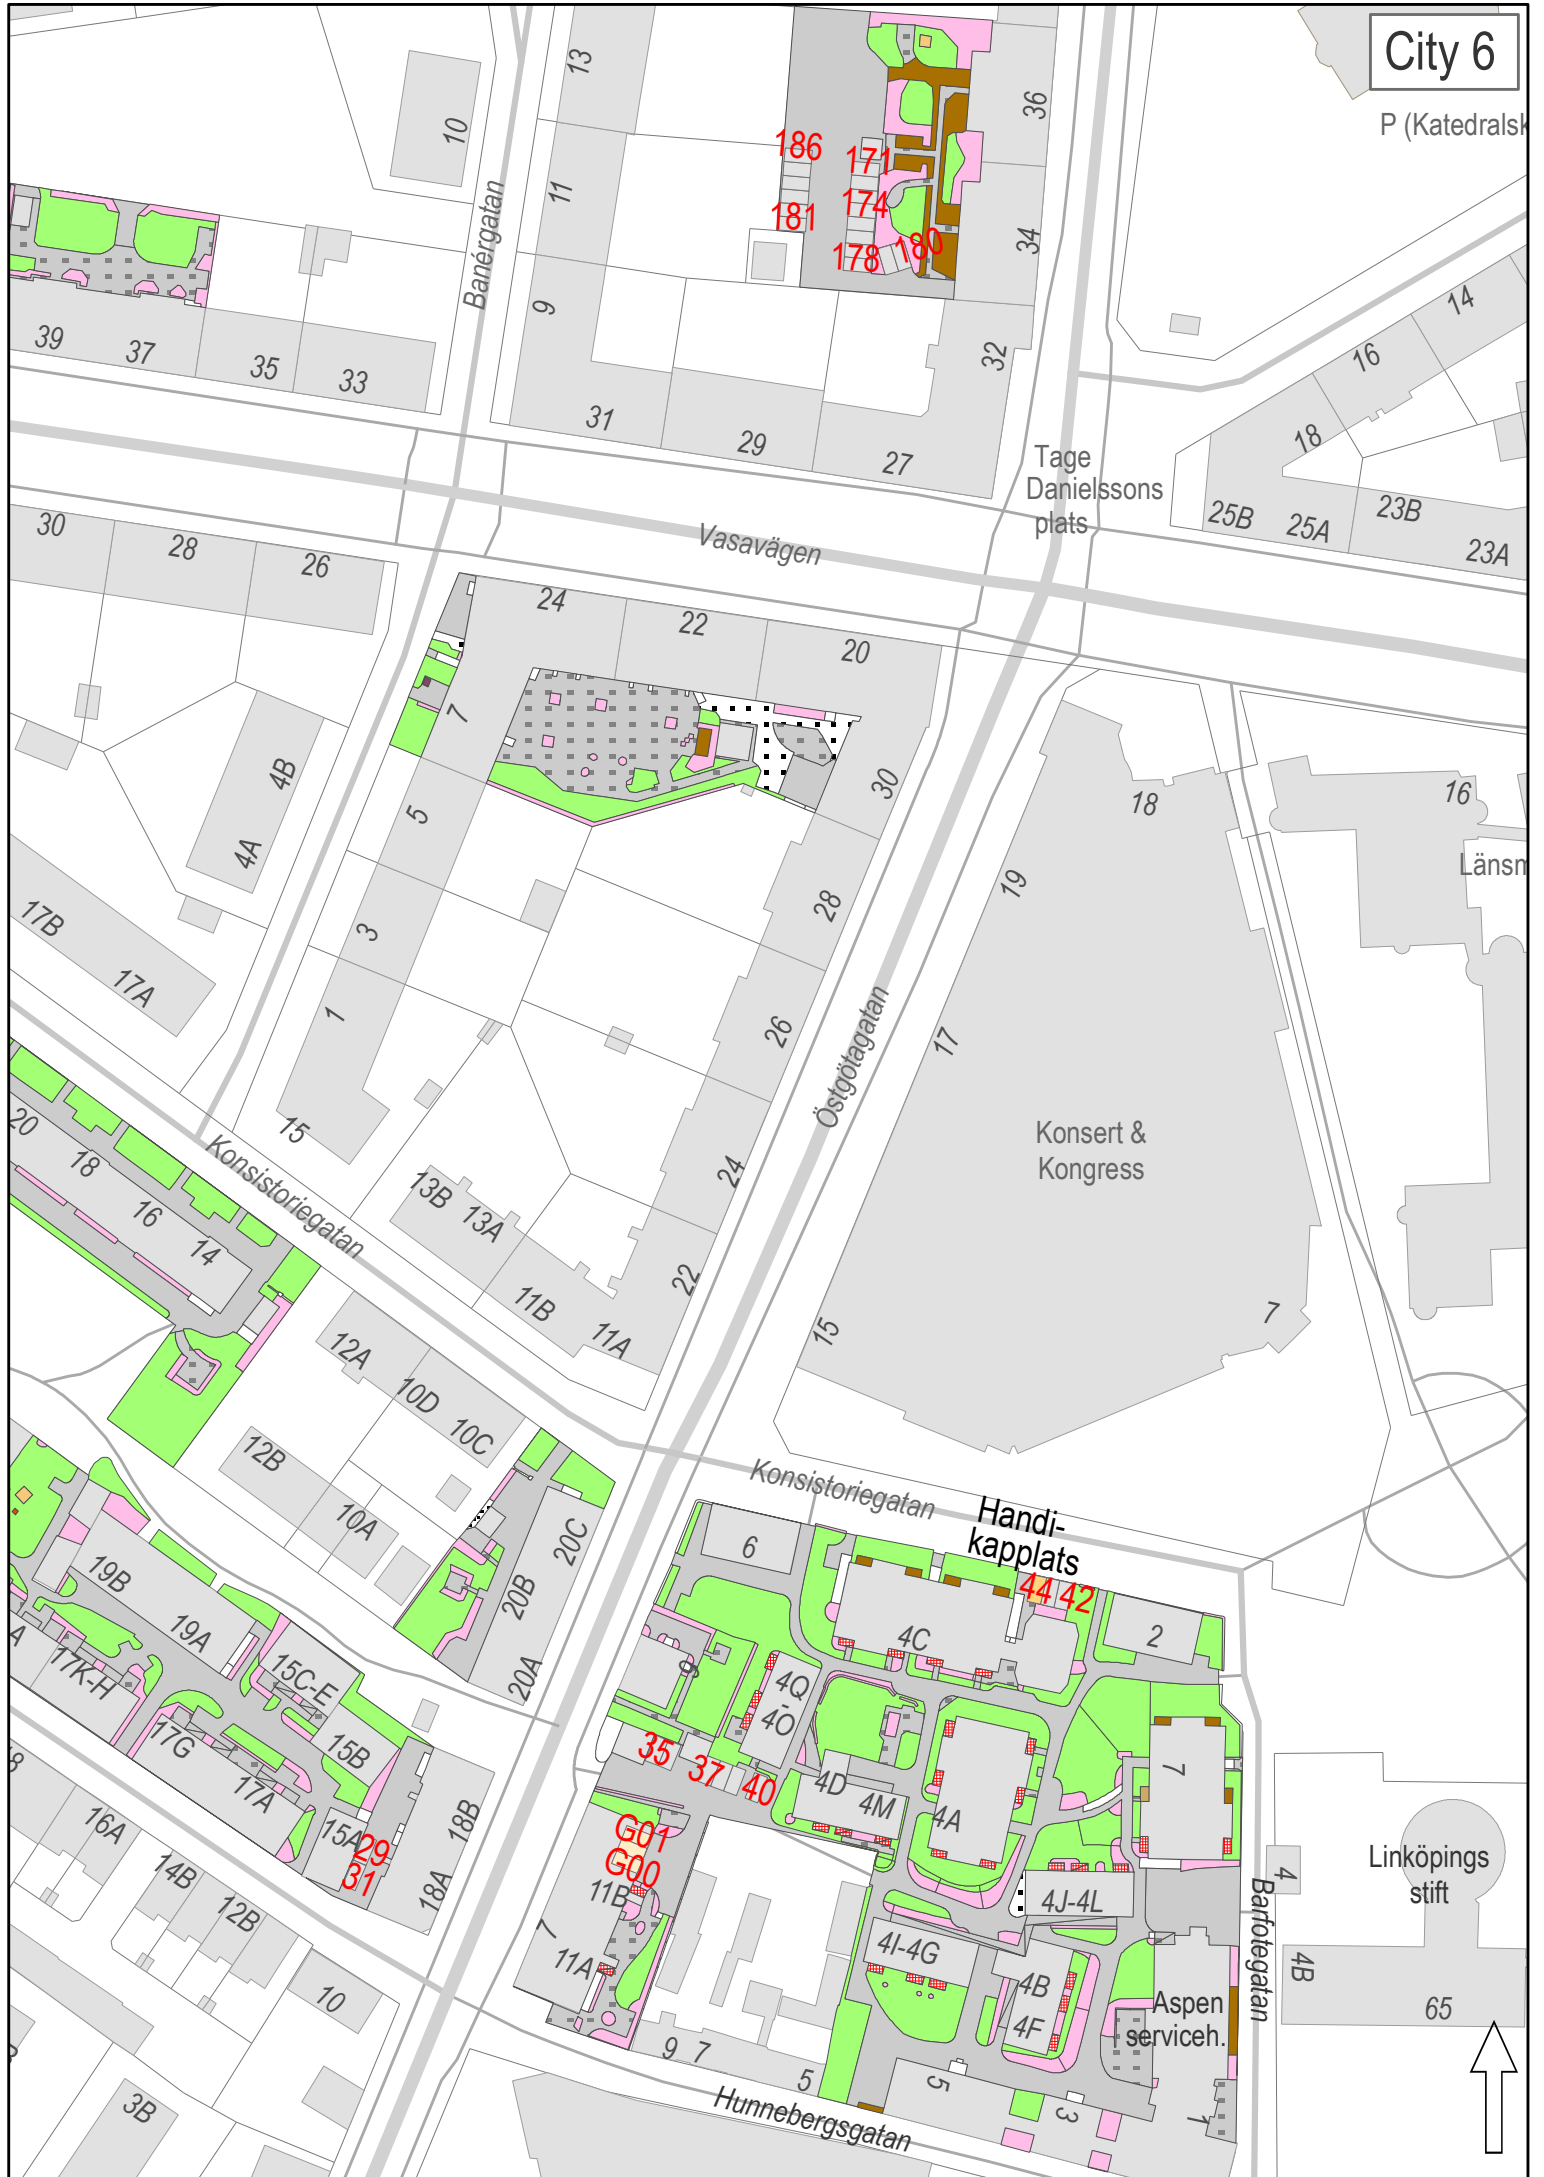 City 6
P (Katedralsk
13
36
10
186
171
11
174
181
34
178
180
Banérgatan
9
14
39
37
35
33
32
16
31
29
27
18
Tage
Danielssons
plats
25B
25A
23B
23A
30
28
26
Vasavägen
24
22
20
7
4B
30
18
16
5
4A
Länsm
19
28
17B
3
17A
1
26
17
Östgötagatan
15
20
18
Konsert &
Kongress
Konsistoriegatan
24
13B
13A
16
14
22
11B
11A
15
7
12A
10D
10C
12B
10A
Konsistoriegatan
Handi-
kapplats
20C
6
44
42
19B
20B
4C
2
19A
17K-H
15C-E
20A
9
4Q
-
4O
17G
15B
35
37
40
4D
4M
4A
7
17A
16A
15A
18B
29
31
G01
G00
Linköpings
stift
14B
18A
11B
4J-4L
4
12B
7
4I-4G
Barfotegatan
11A
4B
4B
10
4F
Aspen
serviceh.
65
9
7
5
5
3
1
3B
Hunnebergsgatan